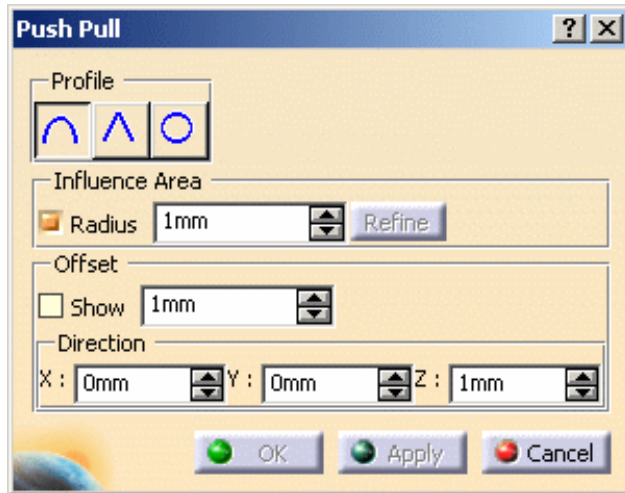 Push Pull ?
Profile
Influence Area
Radius 1mm Refine
Offset
Show 1mm
Direction
X : 0mm Y : 0mm Z : 1mm
OK Apply Cancel